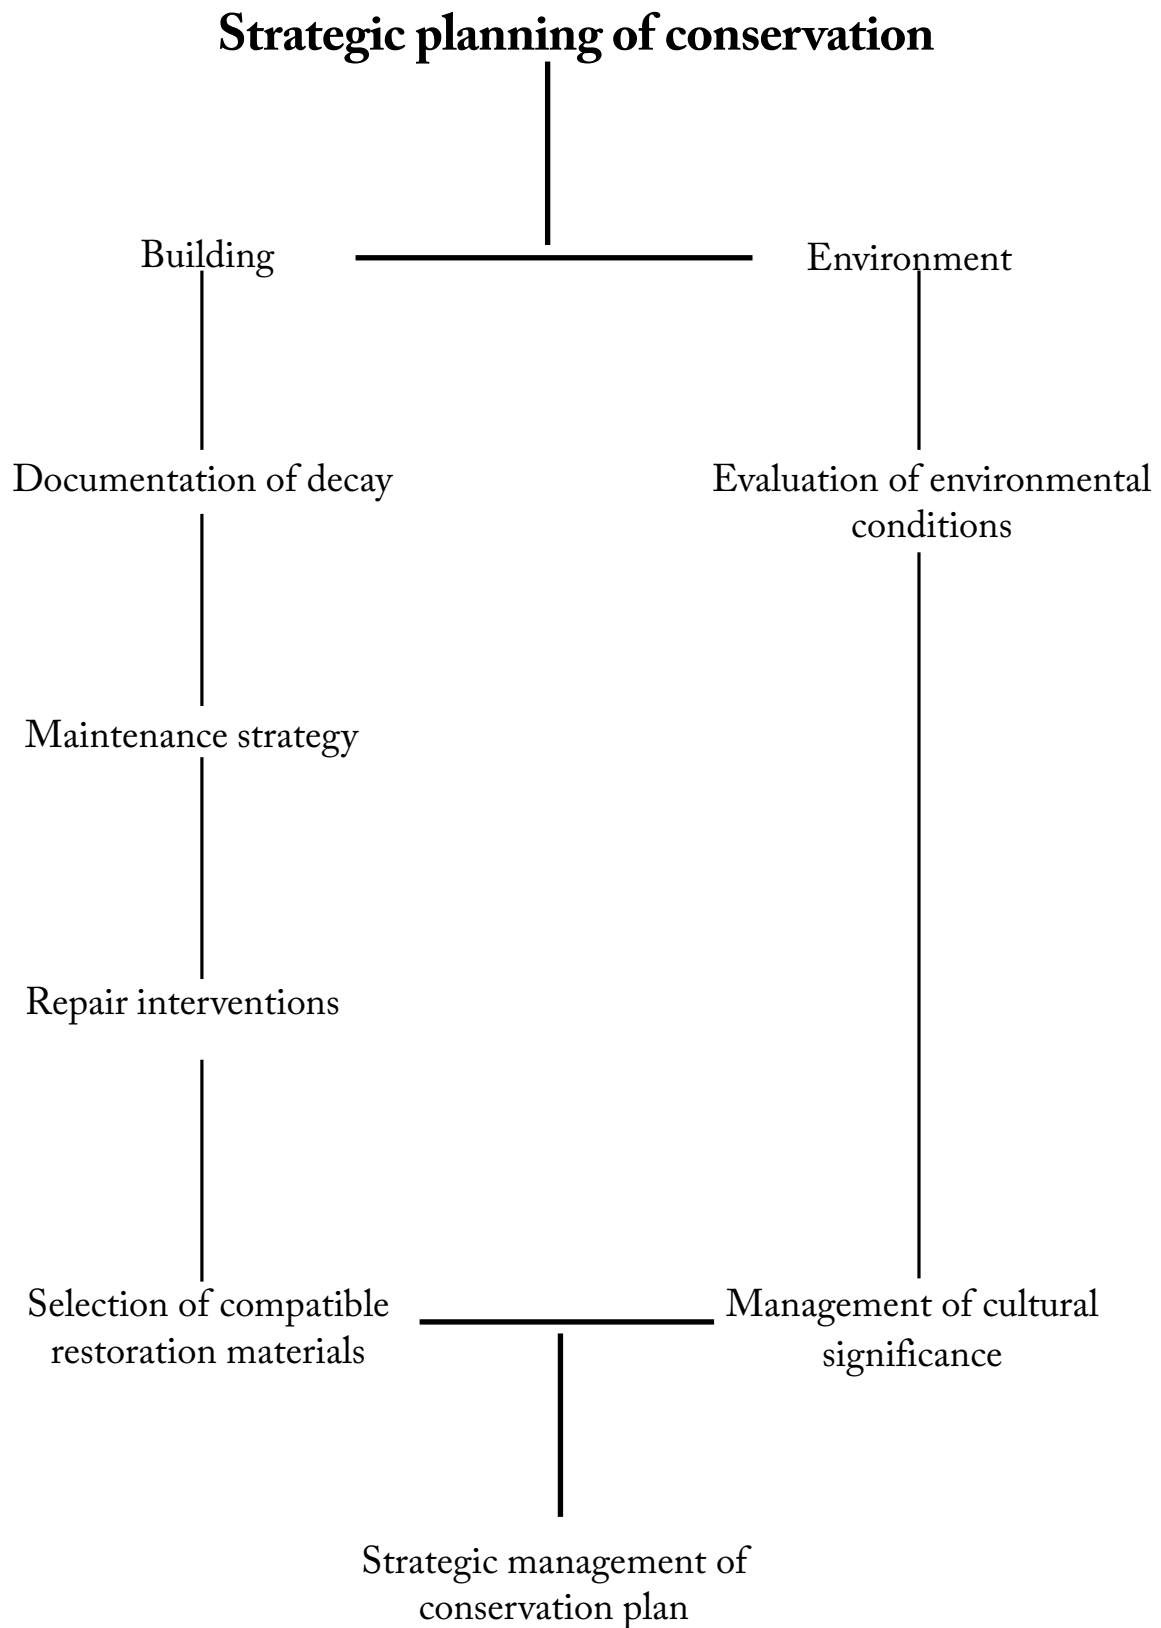 Strategic planning of conservation
Building
Environment
Documentation of decay
Evaluation of environmental
conditions
Maintenance strategy
Repair interventions
Selection of compatible
restoration materials
Management of cultural
significance
Strategic management of
conservation plan